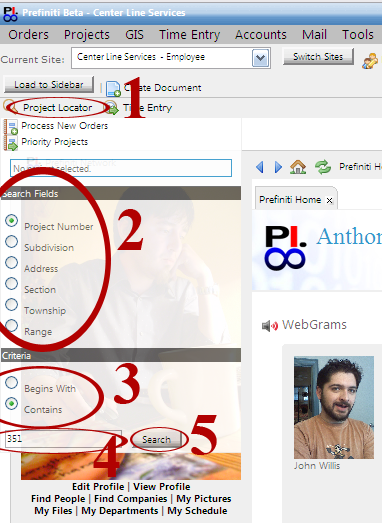 Prefiniti Beta - Center Line Services
Orders Projects GIS Time Entry Accounts Mail Tools
Current Site: Center Line Services - Employee Switch Sites
Load to Sidebar Create Document
Project Locator 1 Time Entry
Process New Orders
Priority Projects
No project selected.
Prefiniti Home
Search Fields
Prefiniti Home x
Project Number
2
PI.
Anthon
Subdivision
Address
Section
Township
Range
WebGrams
Criteria
Begins With
3
Contains
351
4
Search
5
John Willis
Edit Profile | View Profile
Find People | Find Companies | My Pictures
My Files | My Departments | My Schedule